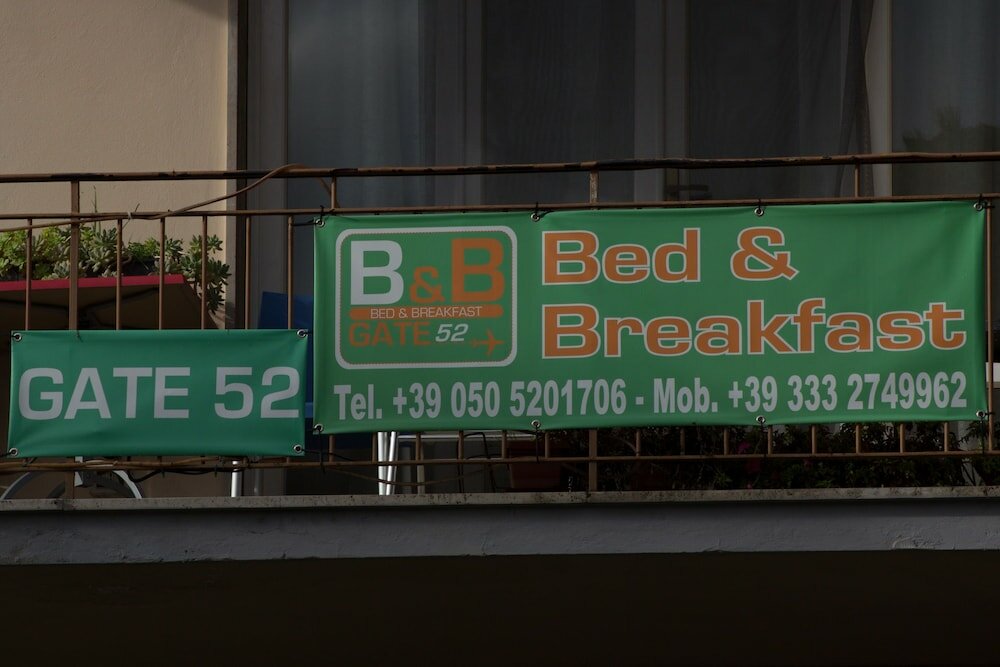 GATE 52
B&B
BED & BREAKFAST
GATE 52
Bed &
Breakfast
Tel. +39 050 5201706 - Mob. +39 333 2749962